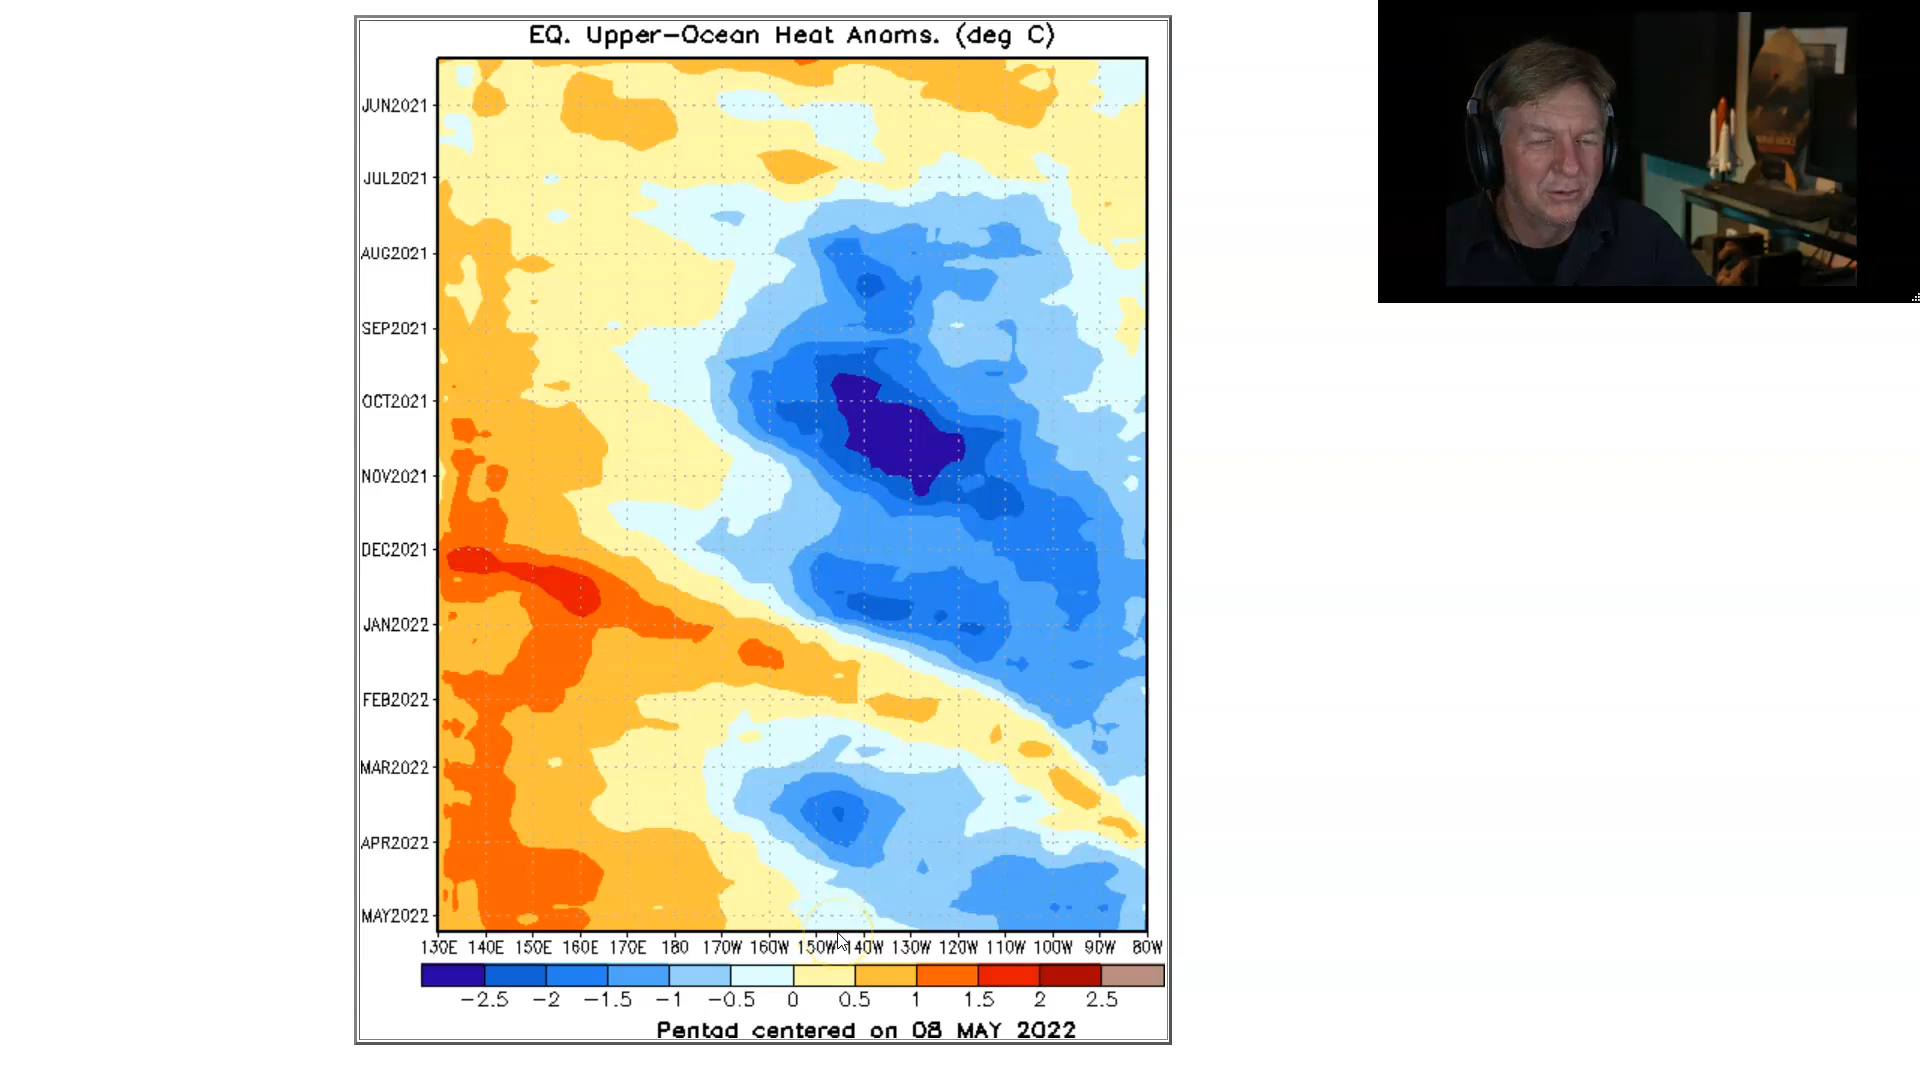 EQ. Upper-Ocean Heat Anoms. (deg C)
JUN2021
JUL2021
AUG2021
SEP2021
OCT2021
NOV2021
DEC2021
JAN2022
FEB2022
MAR2022
APR2022
MAY2022
130E 140E 150E 160E 170E 180 170W 160W 150W 140W 130W 120W 110W 100W 90W 80W
-2.5 -2 -1.5 -1 -0.5 0 0.5 1 1.5 2 2.5
Pentad centered on 08 MAY 2022